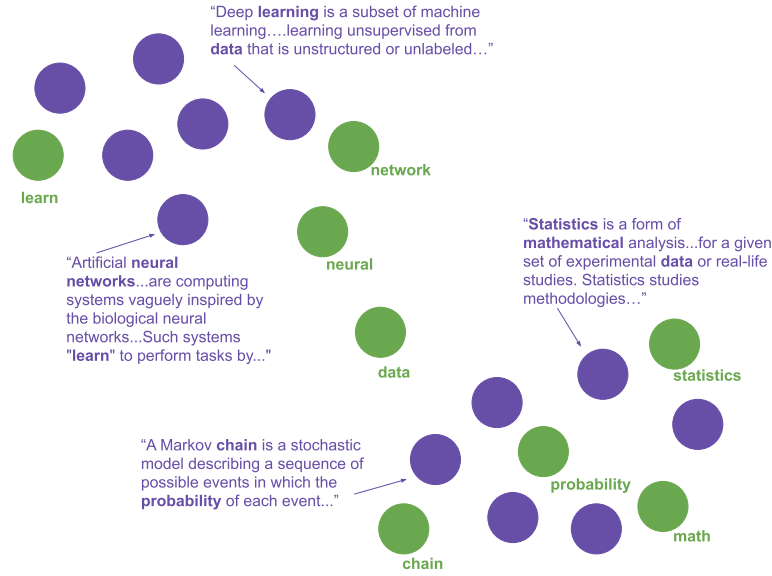 “Deep learning is a subset of machine
learning….learning unsupervised from
data that is unstructured or unlabeled…”
network
learn
“Artificial neural
networks...are computing
systems vaguely inspired by
the biological neural
networks...Such systems
"learn" to perform tasks by..."
neural
“Statistics is a form of
mathematical analysis...for a given
set of experimental data or real-life
studies. Statistics studies
methodologies…”
data
statistics
“A Markov chain is a stochastic
model describing a sequence of
possible events in which the
probability of each event...”
probability
math
chain